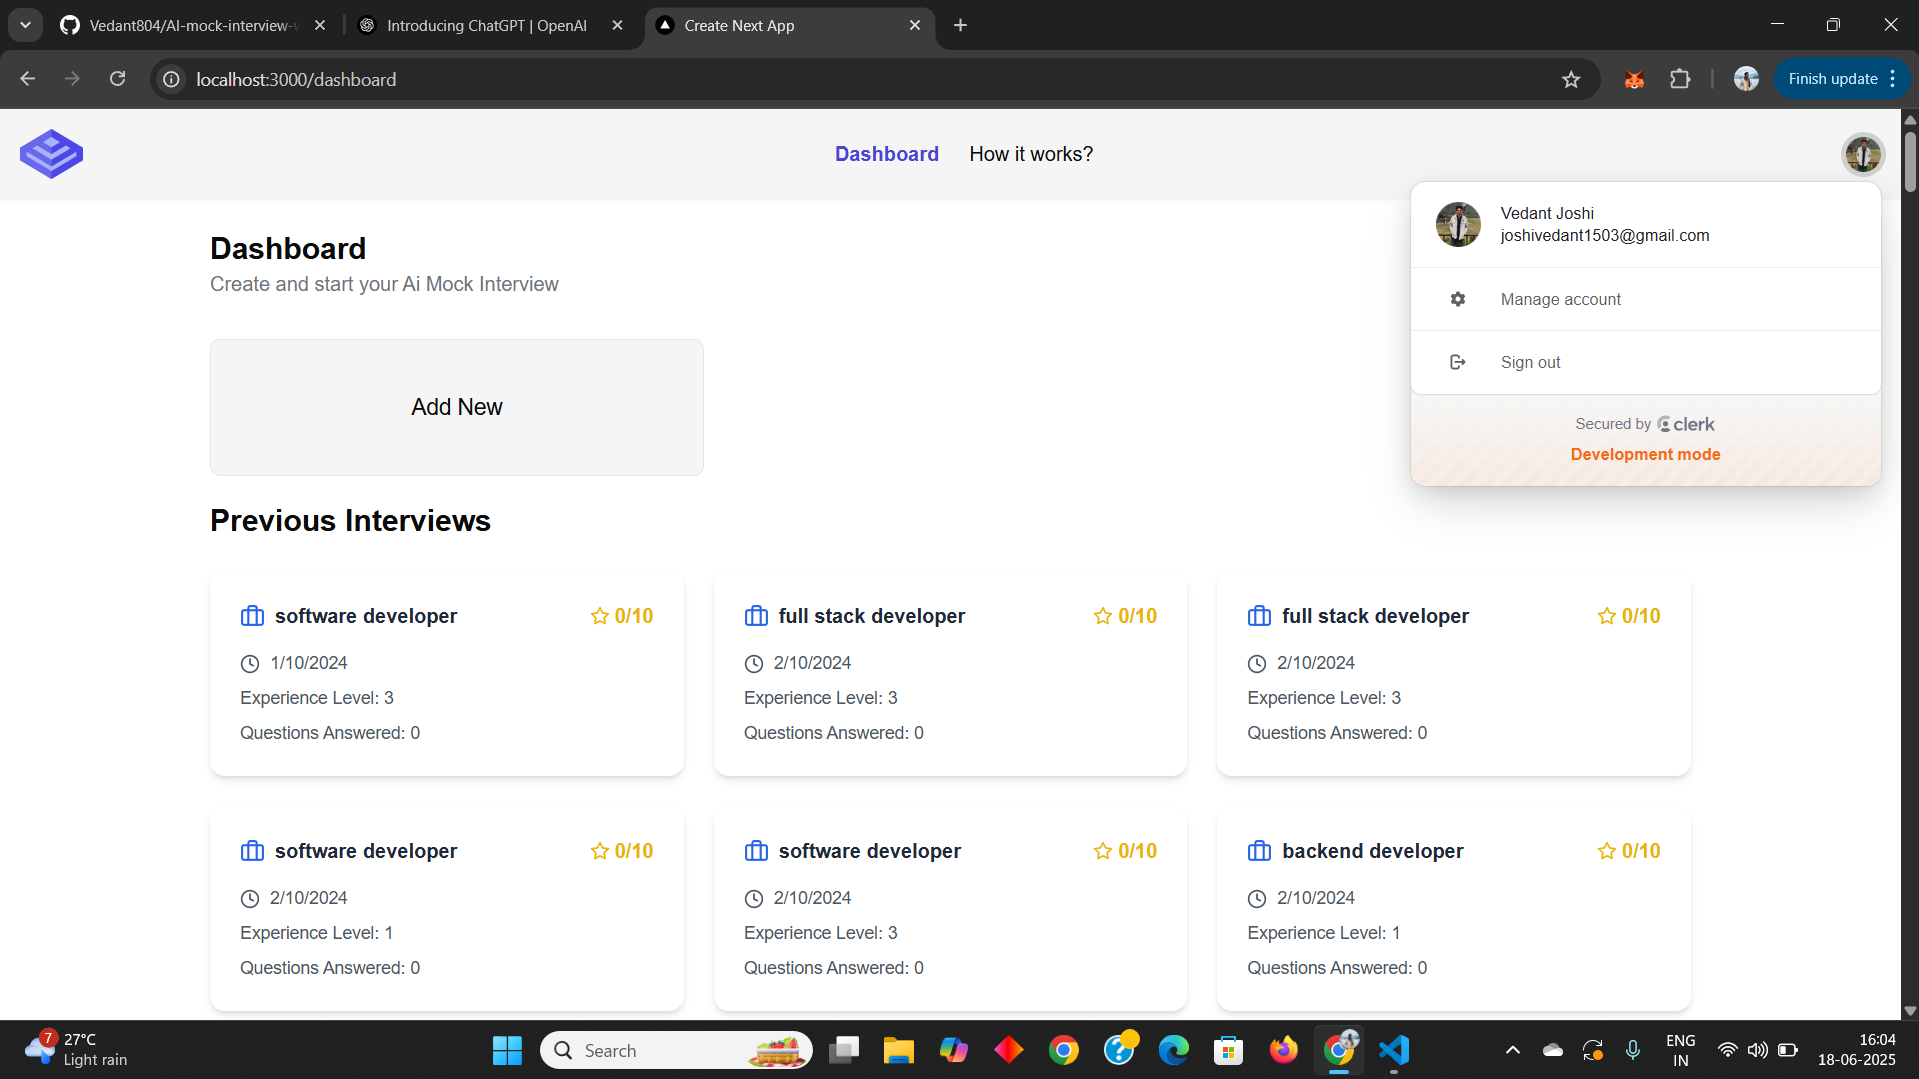 Vedant804/AI-mock-interview-w
Introducing ChatGPT | OpenAI
Create Next App
localhost:3000/dashboard
Finish update
Dashboard
How it works?
Vedant Joshi
joshivedant1503@gmail.com
Manage account
Sign out
Secured by clerk
Development mode
Dashboard
Create and start your Ai Mock Interview
Add New
Previous Interviews
software developer 0/10
1/10/2024
Experience Level: 3
Questions Answered: 0
full stack developer 0/10
2/10/2024
Experience Level: 3
Questions Answered: 0
full stack developer 0/10
2/10/2024
Experience Level: 3
Questions Answered: 0
software developer 0/10
2/10/2024
Experience Level: 1
Questions Answered: 0
software developer 0/10
2/10/2024
Experience Level: 3
Questions Answered: 0
backend developer 0/10
2/10/2024
Experience Level: 1
Questions Answered: 0
7
27°C
Light rain
Search
ENG
IN
16:04
18-06-2025